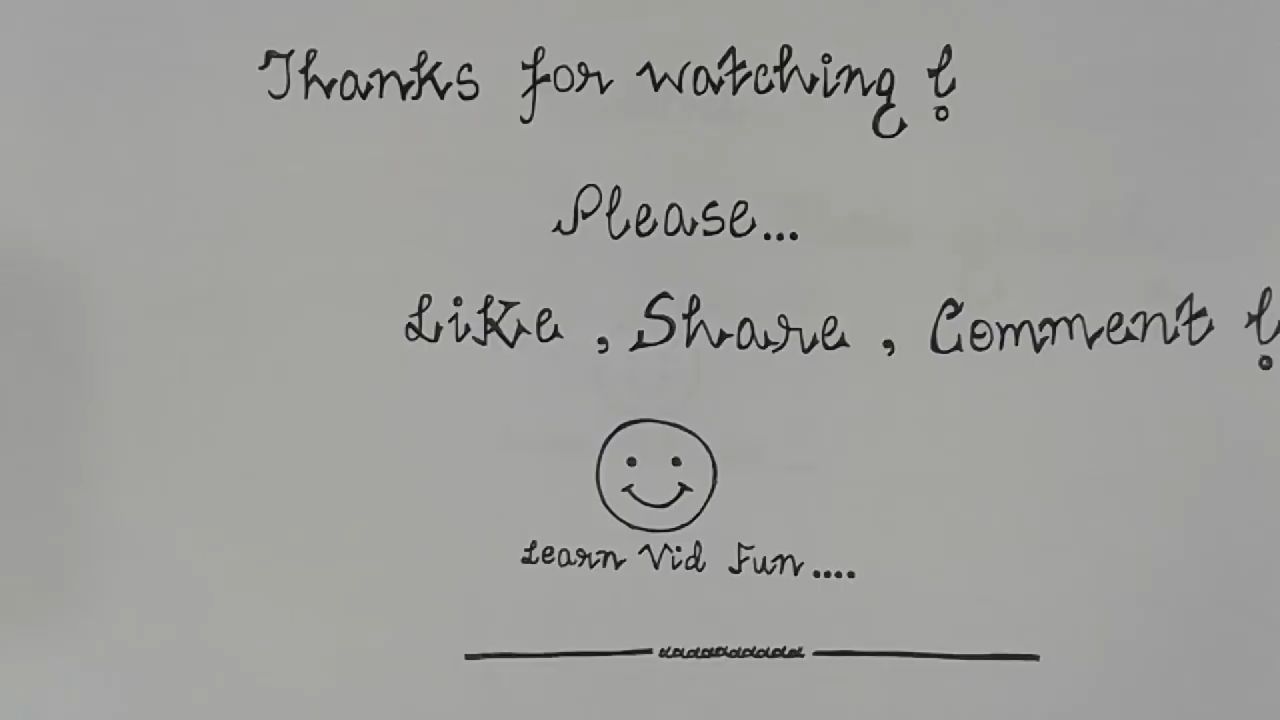 Thanks for watching !
Please...
Like , Share , Comment !
Learn Vid Fun....